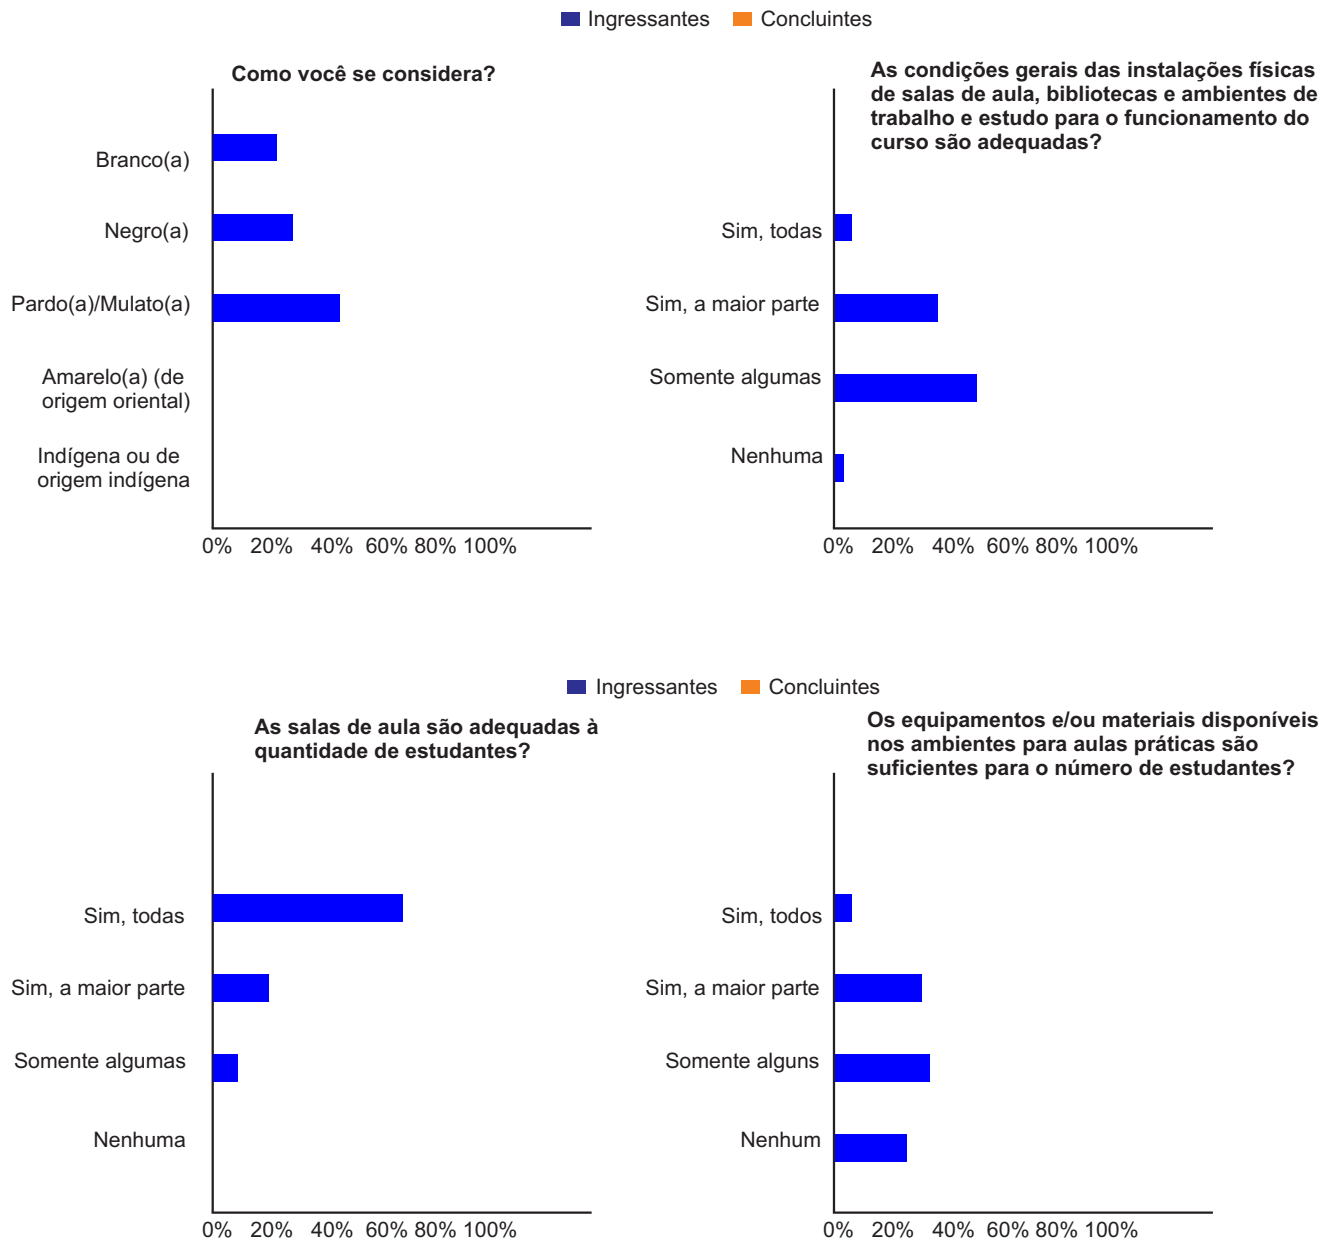 Ingressantes Concluintes
Como você se considera?
Branco(a)
Negro(a)
Pardo(a)/Mulato(a)
Amarelo(a) (de
origem oriental)
Indígena ou de
origem indígena
0% 20% 40% 60% 80% 100%
As condições gerais das instalações físicas
de salas de aula, bibliotecas e ambientes de
trabalho e estudo para o funcionamento do
curso são adequadas?
Sim, todas
Sim, a maior parte
Somente algumas
Nenhuma
0% 20% 40% 60% 80% 100%
Ingressantes Concluintes
As salas de aula são adequadas à
quantidade de estudantes?
Sim, todas
Sim, a maior parte
Somente algumas
Nenhuma
0% 20% 40% 60% 80% 100%
Os equipamentos e/ou materiais disponíveis
nos ambientes para aulas práticas são
suficientes para o número de estudantes?
Sim, todos
Sim, a maior parte
Somente alguns
Nenhum
0% 20% 40% 60% 80% 100%